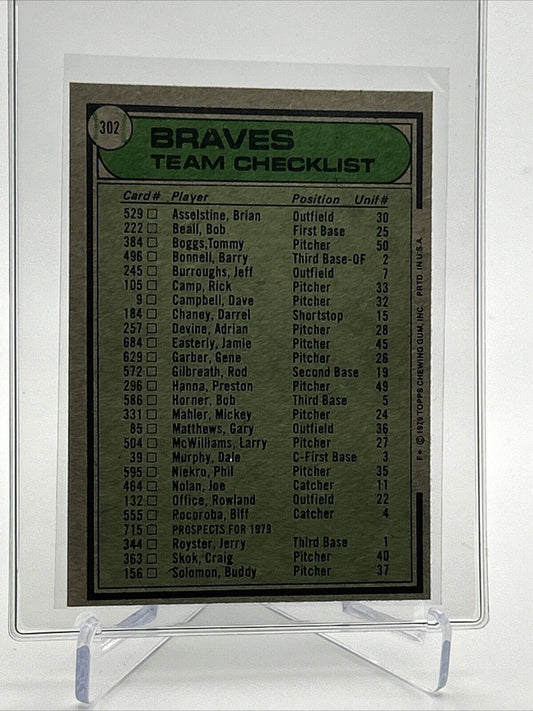 302
BRAVES
TEAM CHECKLIST
Card# Player Position Unif#
529 Asselstine, Brian Outfield 30
222 Beall, Bob First Base 25
384 Boggs, Tommy Pitcher 50
496 Bonnell, Barry Third Base-OF 2
245 Burroughs, Jeff Outfield 7
105 Camp, Rick Pitcher 33
9 Campbell, Dave Pitcher 32
184 Chaney, Darrel Shortstop 15
257 Devine, Adrian Pitcher 28
684 Easterly, Jamie Pitcher 45
629 Garber, Gene Pitcher 26
572 Gilbreath, Rod Second Base 19
296 Hanna, Preston Pitcher 49
586 Horner, Bob Third Base 5
331 Mahler, Mickey Pitcher 24
85 Matthews, Gary Outfield 36
504 McWilliams, Larry Pitcher 27
39 Murphy, Dale C-First Base 3
595 Niekro, Phil Pitcher 35
464 Nolan, Joe Catcher 11
132 Office, Rowland Outfield 22
555 Pocoroba, Biff Catcher 4
715 PROSPECTS FOR 1979
344 Royster, Jerry Third Base 1
363 Skok, Craig Pitcher 40
156 Solomon, Buddy Pitcher 37
F* © 1979 TOPPS CHEWING GUM, INC. PRTD. IN U.S.A.